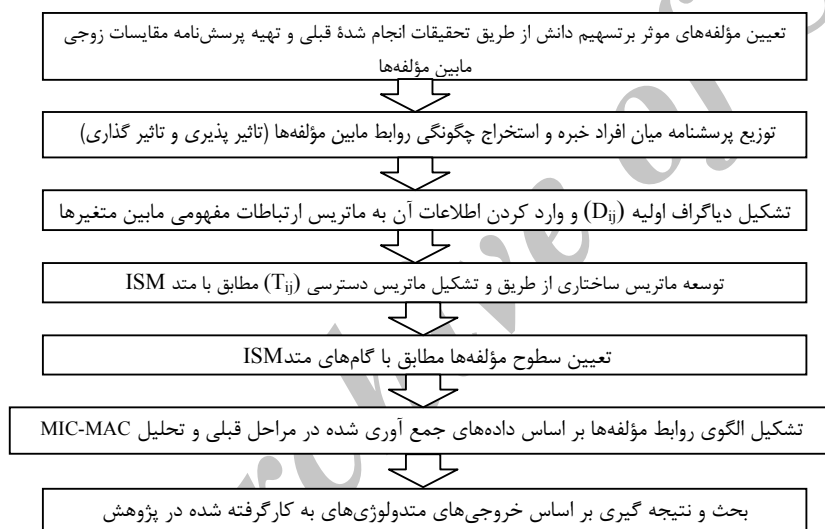 تعیین مؤلفه‌های موثر برتسهیم دانش از طریق تحقیقات انجام شدۀ قبلی و تهیه پرسش‌نامه مقایسات زوجی
مابین مؤلفه‌ها
توزیع پرسشنامه میان افراد خبره و استخراج چگونگی روابط مابین مؤلفه‌ها (تاثیر پذیری و تاثیر گذاری)
تشکیل دیاگراف اولیه (Dij) و وارد کردن اطلاعات آن به ماتریس ارتباطات مفهومی مابین متغیرها
توسعه ماتریس ساختاری از طریق و تشکیل ماتریس دسترسی (Tij) مطابق با متد ISM
تعیین سطوح مؤلفه‌ها مطابق با گام‌های متدISM
تشکیل الگوی روابط مؤلفه‌ها بر اساس داده‌های جمع آوری شده در مراحل قبلی و تحلیل MIC-MAC
بحث و نتیجه گیری بر اساس خروجی‌های متدولوژی‌های به کارگرفته شده در پژوهش